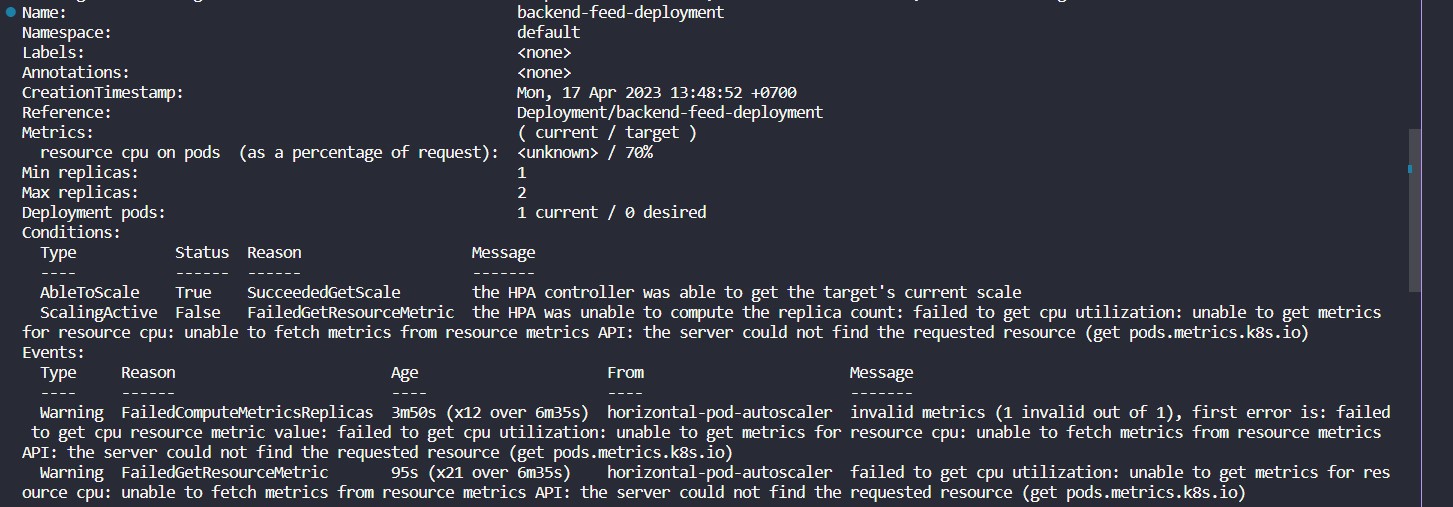 Name: backend-feed-deployment
Namespace: default
Labels: <none>
Annotations: <none>
CreationTimestamp: Mon, 17 Apr 2023 13:48:52 +0700
Reference: Deployment/backend-feed-deployment
Metrics: ( current / target )
resource cpu on pods (as a percentage of request): <unknown> / 70%
Min replicas: 1
Max replicas: 2
Deployment pods: 1 current / 0 desired
Conditions:
Type Status Reason Message
---- ------ ------ -------
AbleToScale True SucceededGetScale the HPA controller was able to get the target's current scale
ScalingActive False FailedGetResourceMetric the HPA was unable to compute the replica count: failed to get cpu utilization: unable to get metrics
for resource cpu: unable to fetch metrics from resource metrics API: the server could not find the requested resource (get pods.metrics.k8s.io)
Events:
Type Reason Age From Message
---- ------ ---- ---- -------
Warning FailedComputeMetricsReplicas 3m50s (x12 over 6m35s) horizontal-pod-autoscaler invalid metrics (1 invalid out of 1), first error is: failed
to get cpu resource metric value: failed to get cpu utilization: unable to get metrics for resource cpu: unable to fetch metrics from resource metrics
API: the server could not find the requested resource (get pods.metrics.k8s.io)
Warning FailedGetResourceMetric 95s (x21 over 6m35s) horizontal-pod-autoscaler failed to get cpu utilization: unable to get metrics for res
ource cpu: unable to fetch metrics from resource metrics API: the server could not find the requested resource (get pods.metrics.k8s.io)